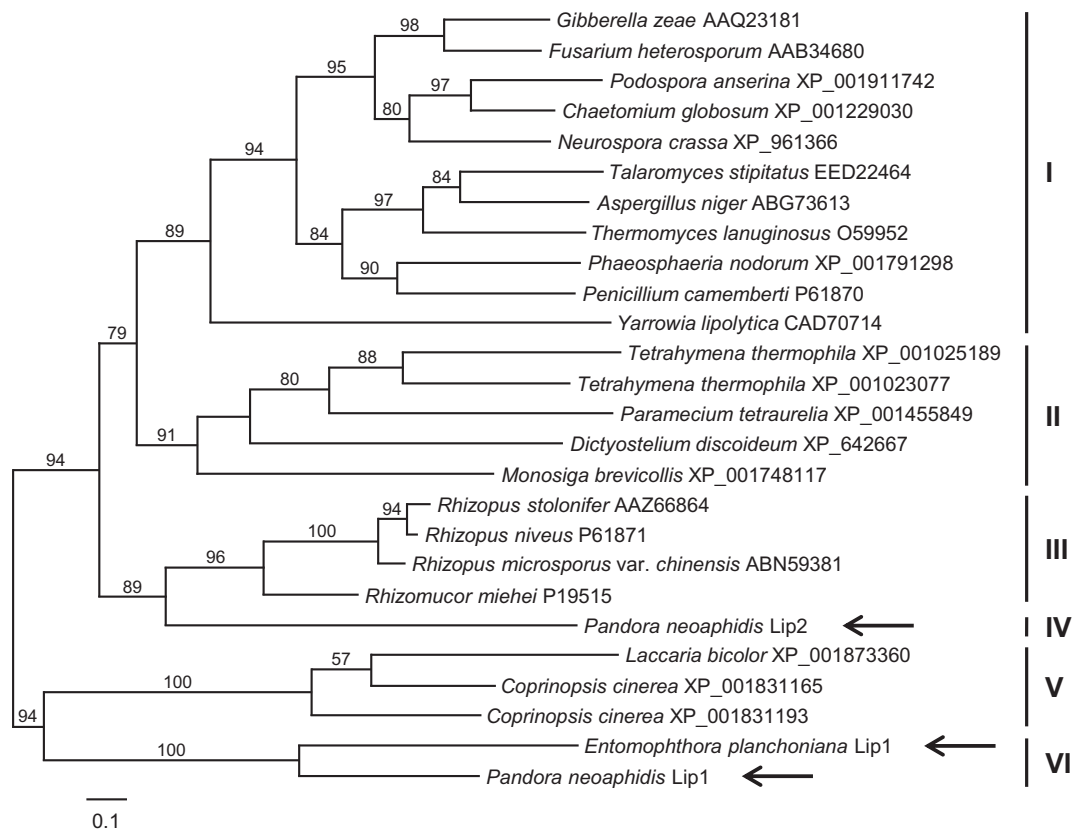 98
Gibberella zeae AAQ23181
Fusarium heterosporum AAB34680
95
97
Podospora anserina XP_001911742
80
Chaetomium globosum XP_001229030
Neurospora crassa XP_961366
94
84
Talaromyces stipitatus EED22464
I
97
Aspergillus niger ABG73613
Thermomyces lanuginosus O59952
89
84
90
Phaeosphaeria nodorum XP_001791298
Penicillium camemberti P61870
Yarrowia lipolytica CAD70714
79
88
Tetrahymena thermophila XP_001025189
80
Tetrahymena thermophila XP_001023077
Paramecium tetraurelia XP_001455849
II
91
Dictyostelium discoideum XP_642667
94
Monosiga brevicollis XP_001748117
94
Rhizopus stolonifer AAZ66864
100
Rhizopus niveus P61871
III
96
Rhizopus microsporus var. chinensis ABN59381
89
Rhizomucor miehei P19515
Pandora neoaphidis Lip2
IV
57
Laccaria bicolor XP_001873360
100
Coprinopsis cinerea XP_001831165
V
94
Coprinopsis cinerea XP_001831193
100
Entomophthora planchoniana Lip1
Pandora neoaphidis Lip1
VI
0.1